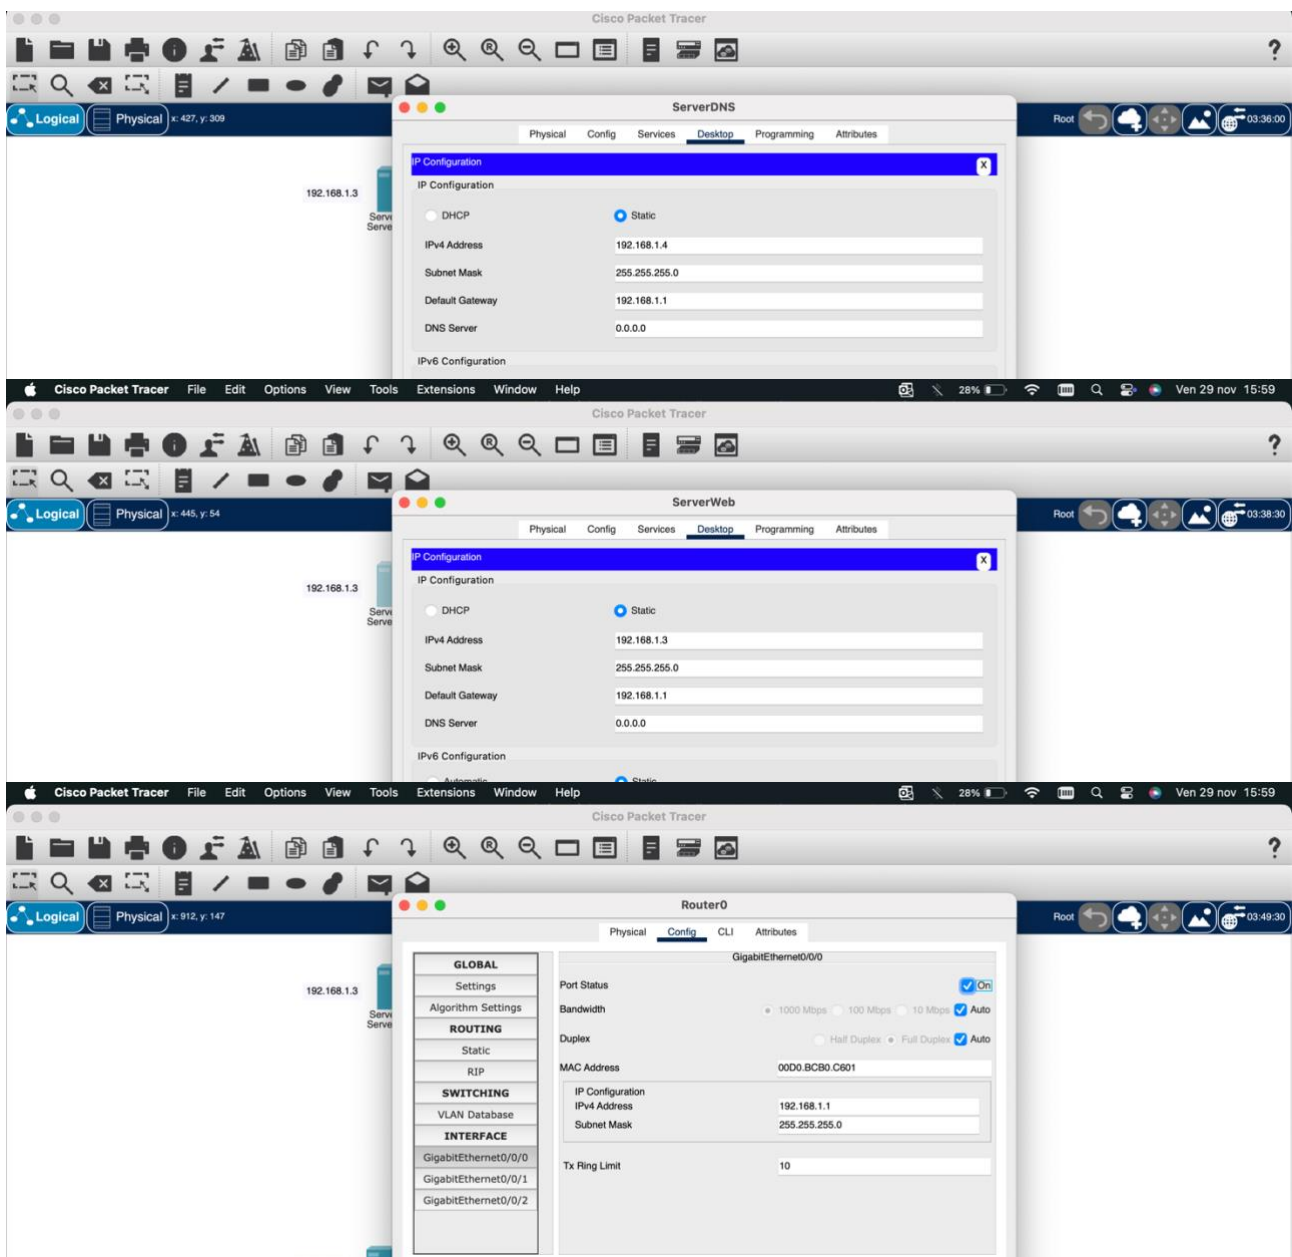 Cisco Packet Tracer
?
Logical Physical x: 427, y: 309 ServerDNS Root 03:36:00
Physical Config Services Desktop Programming Attributes
IP Configuration X
IP Configuration
192.168.1.3
DHCP Static
Serve
Serve
IPv4 Address 192.168.1.4
Subnet Mask 255.255.255.0
Default Gateway 192.168.1.1
DNS Server 0.0.0.0
IPv6 Configuration
Cisco Packet Tracer File Edit Options View Tools Extensions Window Help 28% Ven 29 nov 15:59
Cisco Packet Tracer
?
Logical Physical x: 445, y: 54 ServerWeb Root 03:38:30
Physical Config Services Desktop Programming Attributes
IP Configuration X
IP Configuration
192.168.1.3
DHCP Static
Serve
Serve
IPv4 Address 192.168.1.3
Subnet Mask 255.255.255.0
Default Gateway 192.168.1.1
DNS Server 0.0.0.0
IPv6 Configuration
Automatic Static
Cisco Packet Tracer File Edit Options View Tools Extensions Window Help 28% Ven 29 nov 15:59
Cisco Packet Tracer
?
Logical Physical x: 912, y: 147 Router0 Root 03:49:30
Physical Config CLI Attributes
GLOBAL
Settings
Algorithm Settings
ROUTING
Static
RIP
SWITCHING
VLAN Database
INTERFACE
GigabitEthernet0/0/0
GigabitEthernet0/0/1
GigabitEthernet0/0/2
192.168.1.3
Serve
Serve
GigabitEthernet0/0/0
Port Status On
Bandwidth 1000 Mbps 100 Mbps 10 Mbps Auto
Duplex Half Duplex Full Duplex Auto
MAC Address 00D0.BCB0.C601
IP Configuration
IPv4 Address 192.168.1.1
Subnet Mask 255.255.255.0
Tx Ring Limit 10